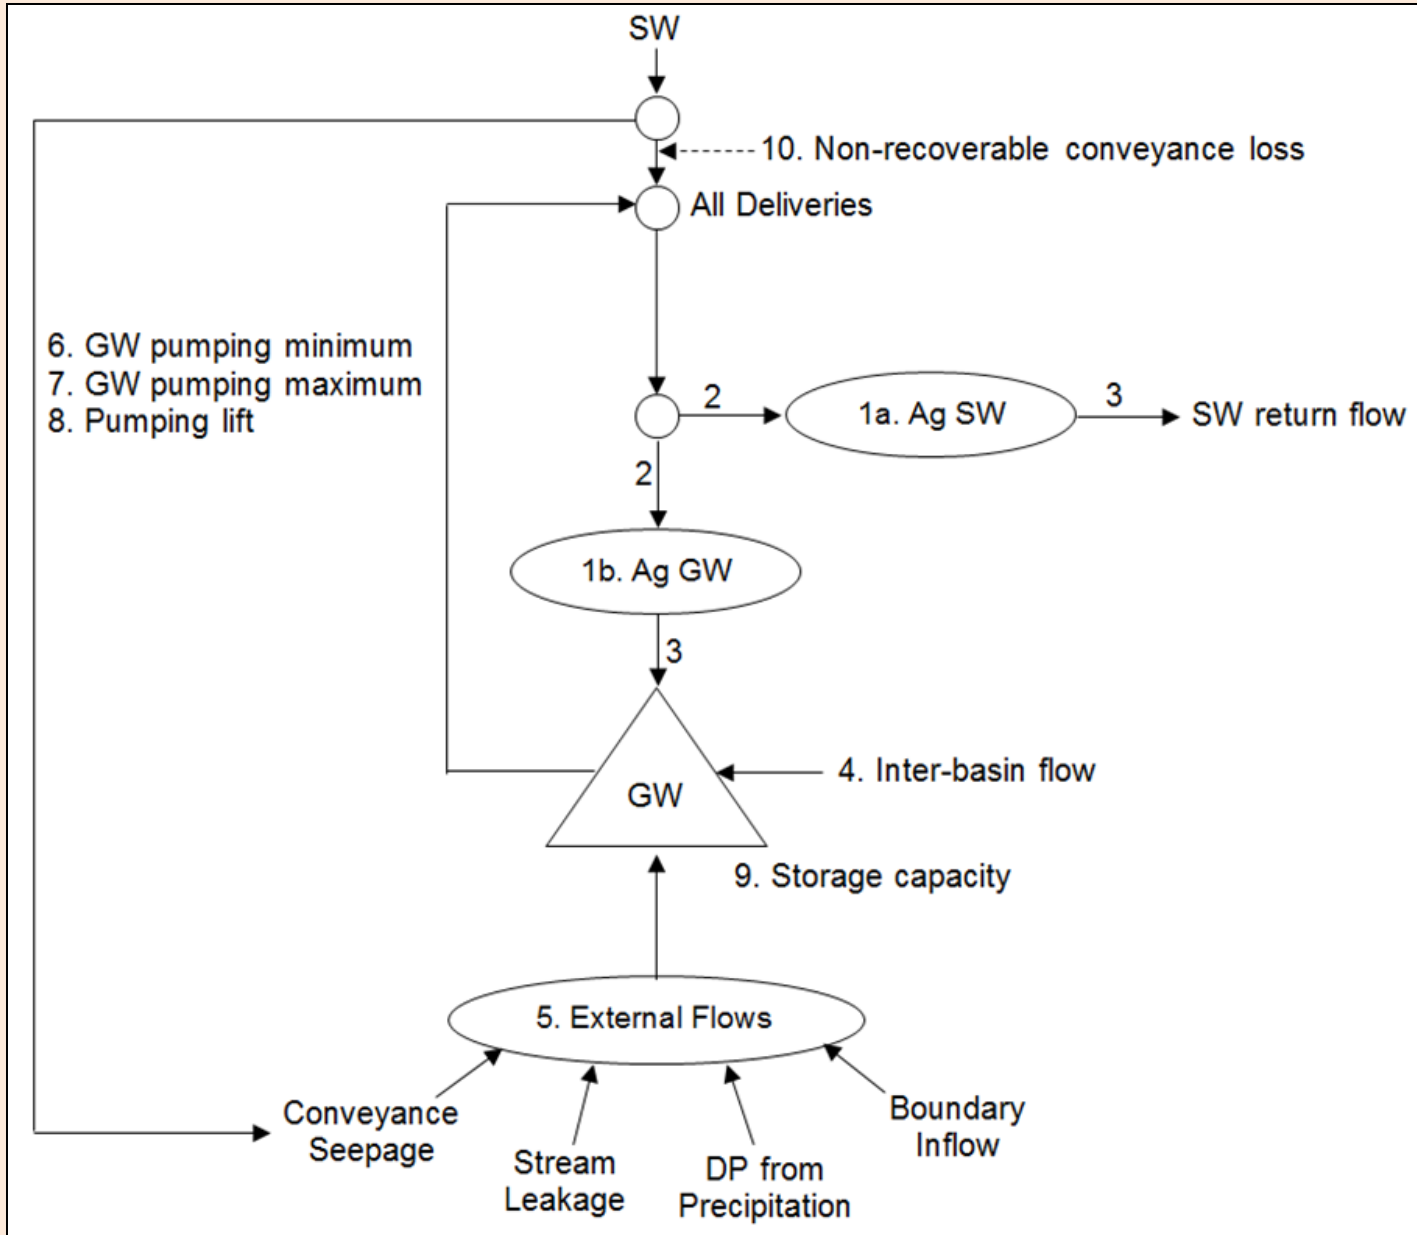 SW
10. Non-recoverable conveyance loss
All Deliveries
6. GW pumping minimum
7. GW pumping maximum
8. Pumping lift
2
1a. Ag SW
3
SW return flow
2
1b. Ag GW
3
GW
4. Inter-basin flow
9. Storage capacity
5. External Flows
Conveyance
Seepage
Stream
Leakage
DP from
Precipitation
Boundary
Inflow